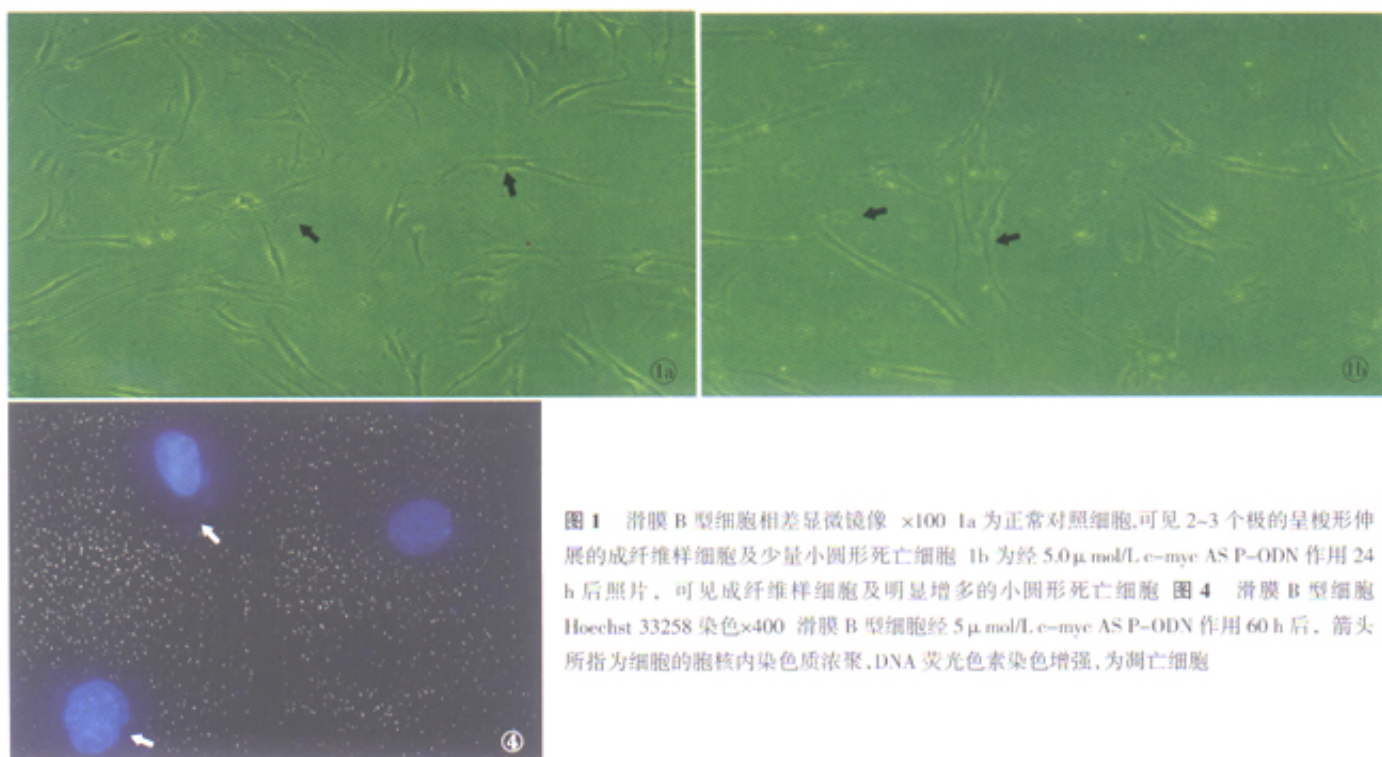 1a
1b
④
图 1 滑膜 B 型细胞相差显微镜像 ×100 1a 为正常对照细胞,可见 2~3 个极的呈梭形伸
展的成纤维样细胞及少量小圆形死亡细胞 1b 为经 5.0 μ mol/L c-myc AS P-ODN 作用 24
h 后照片，可见成纤维样细胞及明显增多的小圆形死亡细胞 图 4 滑膜 B 型细胞
Hoechst 33258 染色×400 滑膜 B 型细胞经 5 μ mol/L c-myc AS P-ODN 作用 60 h 后，箭头
所指为细胞的胞核内染色质浓聚,DNA 荧光色素染色增强,为凋亡细胞